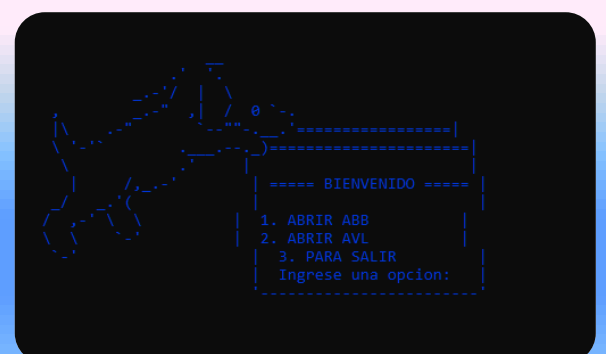 ===== BIENVENIDO =====
1. ABRIR ABB
2. ABRIR AVL
3. PARA SALIR
Ingrese una opcion: